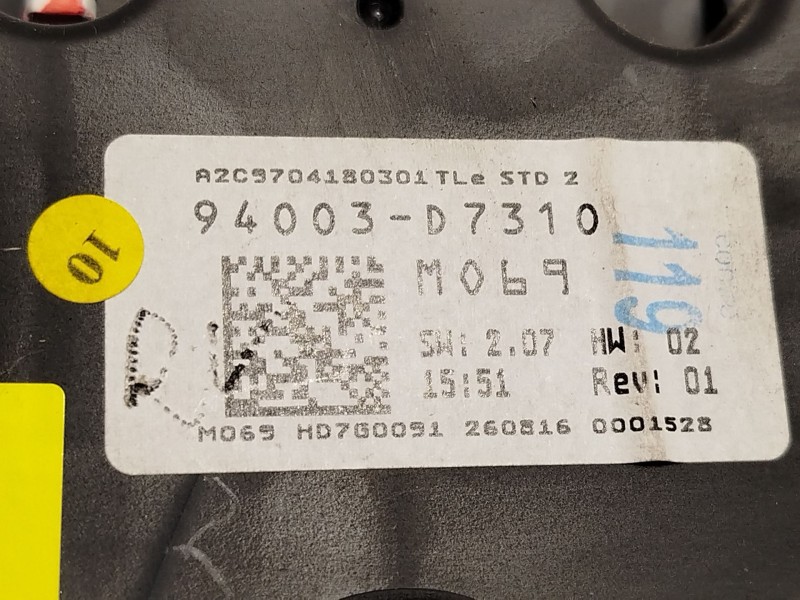 A2C9704180301 TLe STD 2
94003-D7310
M069
119
SW: 2.07 HW: 02
15:51 Rev: 01
M069 HD7G0091 260816 0001528
10